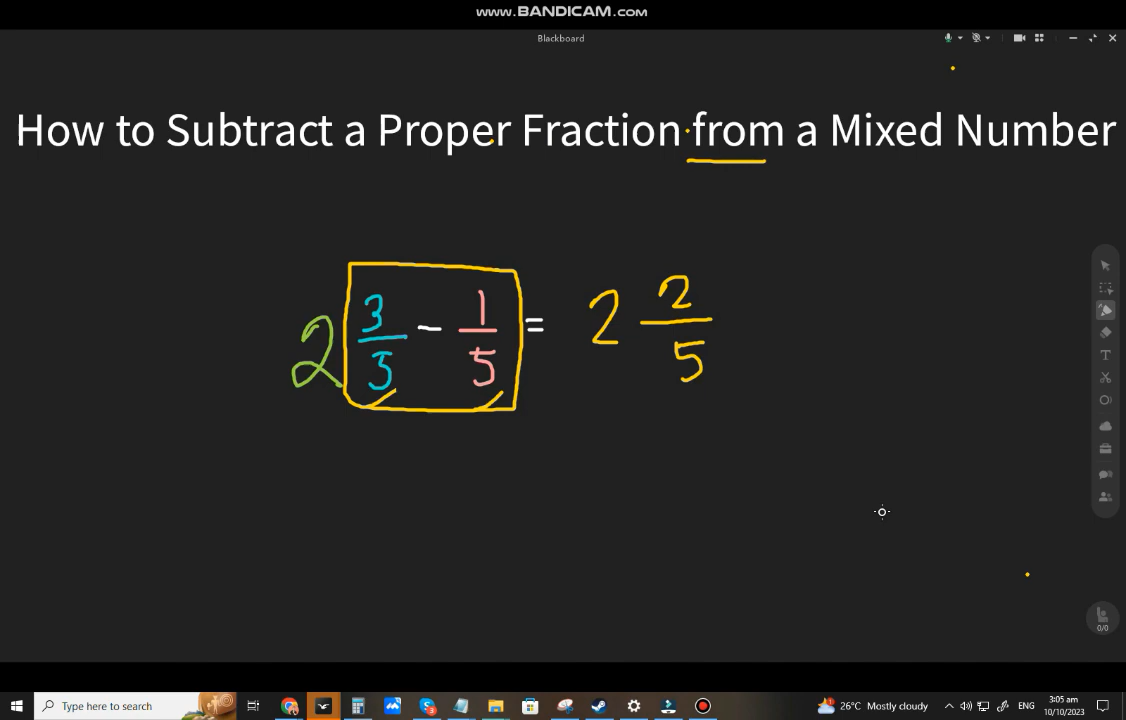 WWW.BANDICAM.COM
Blackboard
How to Subtract a Proper Fraction from a Mixed Number
2 3/5 - 1/5 = 2 2/5
0/0
Type here to search
26°C Mostly cloudy
ENG
3:05 am
10/10/2023